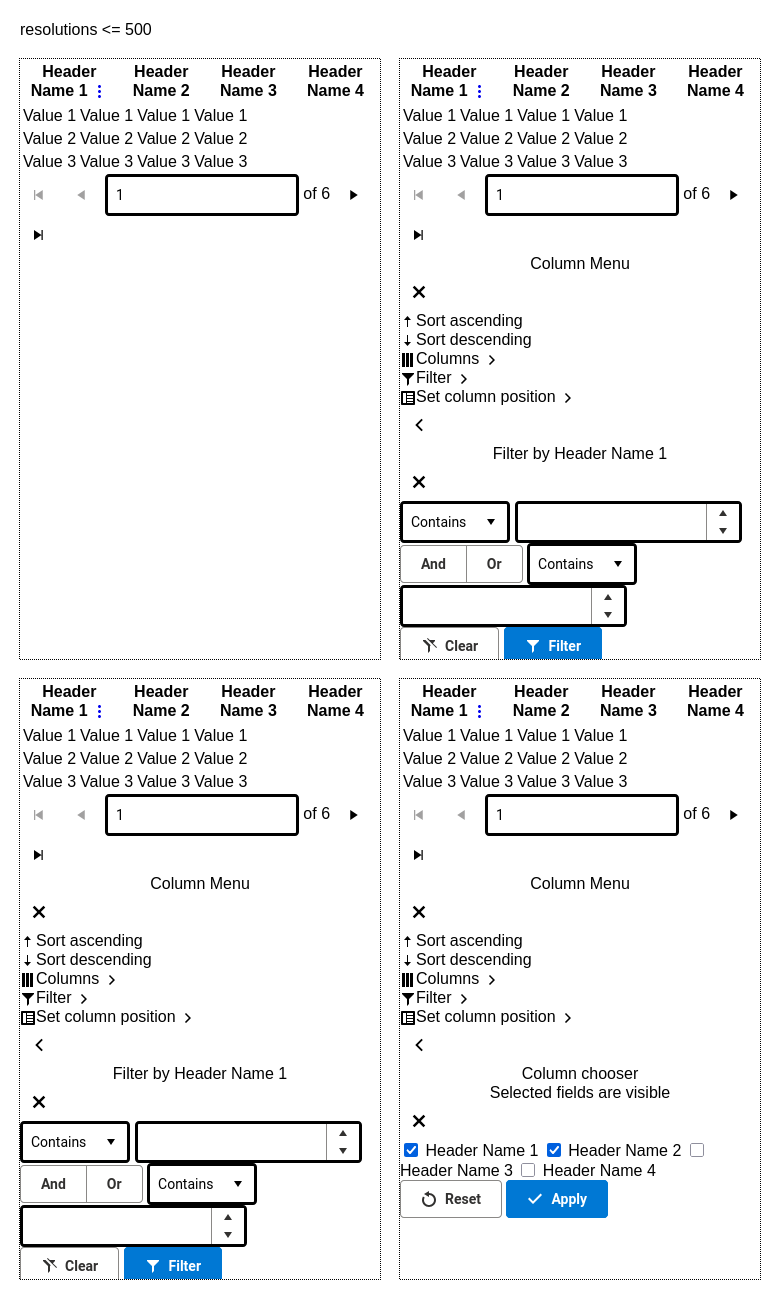 resolutions <= 500
Header Name 1 Header Name 2 Header Name 3 Header Name 4
Value 1 Value 1 Value 1 Value 1
Value 2 Value 2 Value 2 Value 2
Value 3 Value 3 Value 3 Value 3
1 of 6
Header Name 1 Header Name 2 Header Name 3 Header Name 4
Value 1 Value 1 Value 1 Value 1
Value 2 Value 2 Value 2 Value 2
Value 3 Value 3 Value 3 Value 3
1 of 6
Column Menu
Sort ascending
Sort descending
Columns
Filter
Set column position
Filter by Header Name 1
Contains
And Or Contains
Clear Filter
Header Name 1 Header Name 2 Header Name 3 Header Name 4
Value 1 Value 1 Value 1 Value 1
Value 2 Value 2 Value 2 Value 2
Value 3 Value 3 Value 3 Value 3
1 of 6
Column Menu
Sort ascending
Sort descending
Columns
Filter
Set column position
Filter by Header Name 1
Contains
And Or Contains
Clear Filter
Header Name 1 Header Name 2 Header Name 3 Header Name 4
Value 1 Value 1 Value 1 Value 1
Value 2 Value 2 Value 2 Value 2
Value 3 Value 3 Value 3 Value 3
1 of 6
Column Menu
Sort ascending
Sort descending
Columns
Filter
Set column position
Column chooser
Selected fields are visible
Header Name 1 Header Name 2
Header Name 3 Header Name 4
Reset Apply